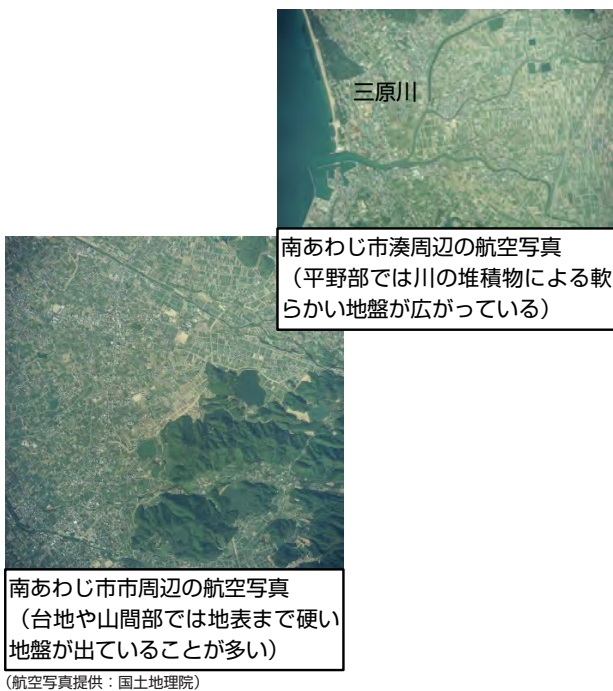 三原川
南あわじ市湊周辺の航空写真
（平野部では川の堆積物による軟
らかい地盤が広がっている）
南あわじ市市周辺の航空写真
（台地や山間部では地表まで硬い
地盤が出ていることが多い）
（航空写真提供：国土地理院）